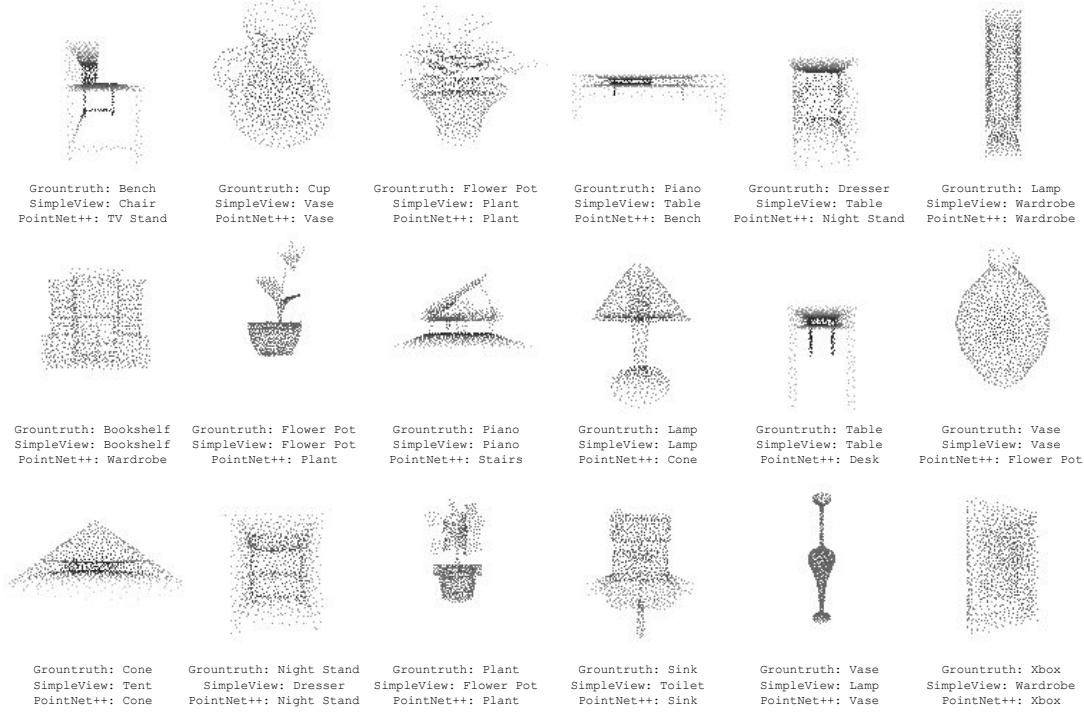 Grountruth: Bench
SimpleView: Chair
PointNet++: TV Stand
Grountruth: Cup
SimpleView: Vase
PointNet++: Vase
Grountruth: Flower Pot
SimpleView: Plant
PointNet++: Plant
Grountruth: Piano
SimpleView: Table
PointNet++: Bench
Grountruth: Dresser
SimpleView: Table
PointNet++: Night Stand
Grountruth: Lamp
SimpleView: Wardrobe
PointNet++: Wardrobe
Grountruth: Bookshelf
SimpleView: Bookshelf
PointNet++: Wardrobe
Grountruth: Flower Pot
SimpleView: Flower Pot
PointNet++: Plant
Grountruth: Piano
SimpleView: Piano
PointNet++: Stairs
Grountruth: Lamp
SimpleView: Lamp
PointNet++: Cone
Grountruth: Table
SimpleView: Table
PointNet++: Desk
Grountruth: Vase
SimpleView: Vase
PointNet++: Flower Pot
Grountruth: Cone
SimpleView: Tent
PointNet++: Cone
Grountruth: Night Stand
SimpleView: Dresser
PointNet++: Night Stand
Grountruth: Plant
SimpleView: Flower Pot
PointNet++: Plant
Grountruth: Sink
SimpleView: Toilet
PointNet++: Sink
Grountruth: Vase
SimpleView: Lamp
PointNet++: Vase
Grountruth: Xbox
SimpleView: Wardrobe
PointNet++: Xbox